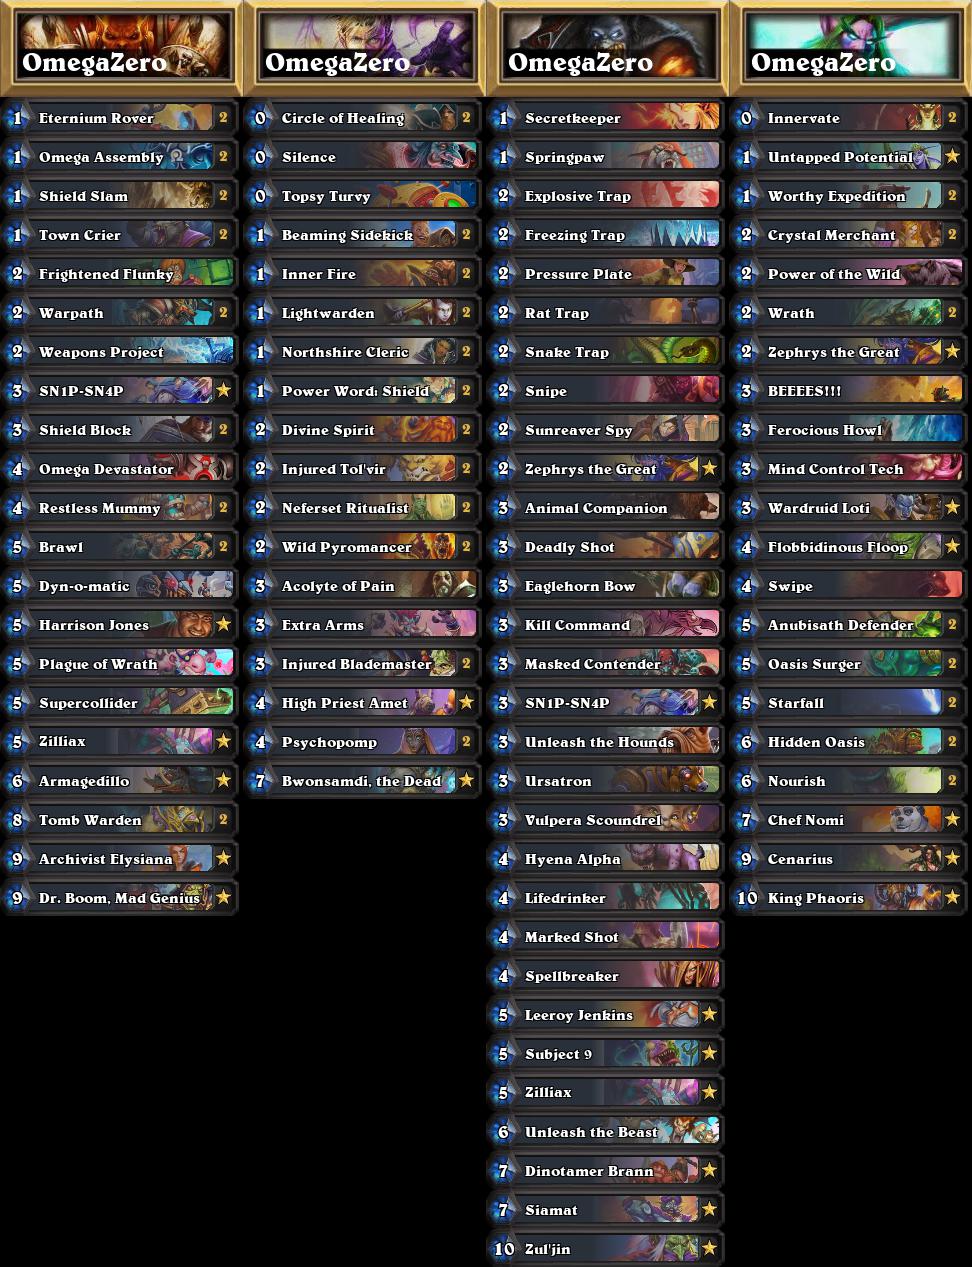 OmegaZero
1 Eternium Rover 2
1 Omega Assembly 2
1 Shield Slam 2
1 Town Crier 2
2 Frightened Flunky
2 Warpath 2
2 Weapons Project
3 SN1P-SN4P
3 Shield Block 2
4 Omega Devastator
4 Restless Mummy 2
5 Brawl 2
5 Dyn-o-matic
5 Harrison Jones
5 Plague of Wrath
5 Supercollider
5 Zilliax
6 Armagedillo
8 Tomb Warden 2
9 Archivist Elysiana
9 Dr. Boom, Mad Genius
OmegaZero
0 Circle of Healing 2
0 Silence
0 Topsy Turvy
1 Beaming Sidekick 2
1 Inner Fire 2
1 Lightwarden 2
1 Northshire Cleric 2
1 Power Word: Shield 2
2 Divine Spirit 2
2 Injured Tol'vir 2
2 Neferset Ritualist 2
2 Wild Pyromancer 2
3 Acolyte of Pain
3 Extra Arms
3 Injured Blademaster 2
4 High Priest Amet
4 Psychopomp 2
7 Bwonsamdi, the Dead
OmegaZero
1 Secretkeeper
1 Springpaw
2 Explosive Trap
2 Freezing Trap
2 Pressure Plate
2 Rat Trap
2 Snake Trap
2 Snipe
2 Sunreaver Spy
2 Zephrys the Great
3 Animal Companion
3 Deadly Shot
3 Eaglehorn Bow
3 Kill Command
3 Masked Contender
3 SN1P-SN4P
3 Unleash the Hounds
3 Ursatron
3 Vulpera Scoundrel
4 Hyena Alpha
4 Lifedrinker
4 Marked Shot
4 Spellbreaker
5 Leeroy Jenkins
5 Subject 9
5 Zilliax
6 Unleash the Beast
7 Dinotamer Brann
7 Siamat
10 Zul'jin
OmegaZero
0 Innervate 2
1 Untapped Potential
1 Worthy Expedition 2
2 Crystal Merchant 2
2 Power of the Wild
2 Wrath 2
2 Zephrys the Great
3 BEEEES!!!
3 Ferocious Howl
3 Mind Control Tech
3 Wardruid Loti
4 Flobbidinous Floop
4 Swipe
5 Anubisath Defender 2
5 Oasis Surger 2
5 Starfall 2
6 Hidden Oasis 2
6 Nourish 2
7 Chef Nomi
9 Cenarius
10 King Phaoris